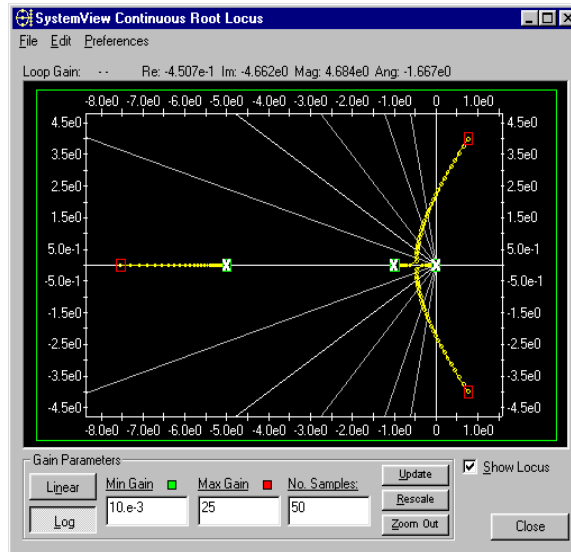 SystemView Continuous Root Locus
File Edit Preferences
Loop Gain: - - Re: -4.507e-1 Im: -4.662e0 Mag: 4.684e0 Ang: -1.667e0
-8.0e0 -7.0e0 -6.0e0 -5.0e0 -4.0e0 -3.0e0 -2.0e0 -1.0e0 0 1.0e0
4.5e0 4.5e0
3.5e0 3.5e0
2.5e0 2.5e0
1.5e0 1.5e0
5.0e-1 5.0e-1
-5.0e-1 -5.0e-1
-1.5e0 -1.5e0
-2.5e0 -2.5e0
-3.5e0 -3.5e0
-4.5e0 -4.5e0
-8.0e0 -7.0e0 -6.0e0 -5.0e0 -4.0e0 -3.0e0 -2.0e0 -1.0e0 0 1.0e0
Gain Parameters
Linear Min Gain Max Gain No. Samples: Update Show Locus
10.e-3 25 50 Rescale
Log Zoom Out Close